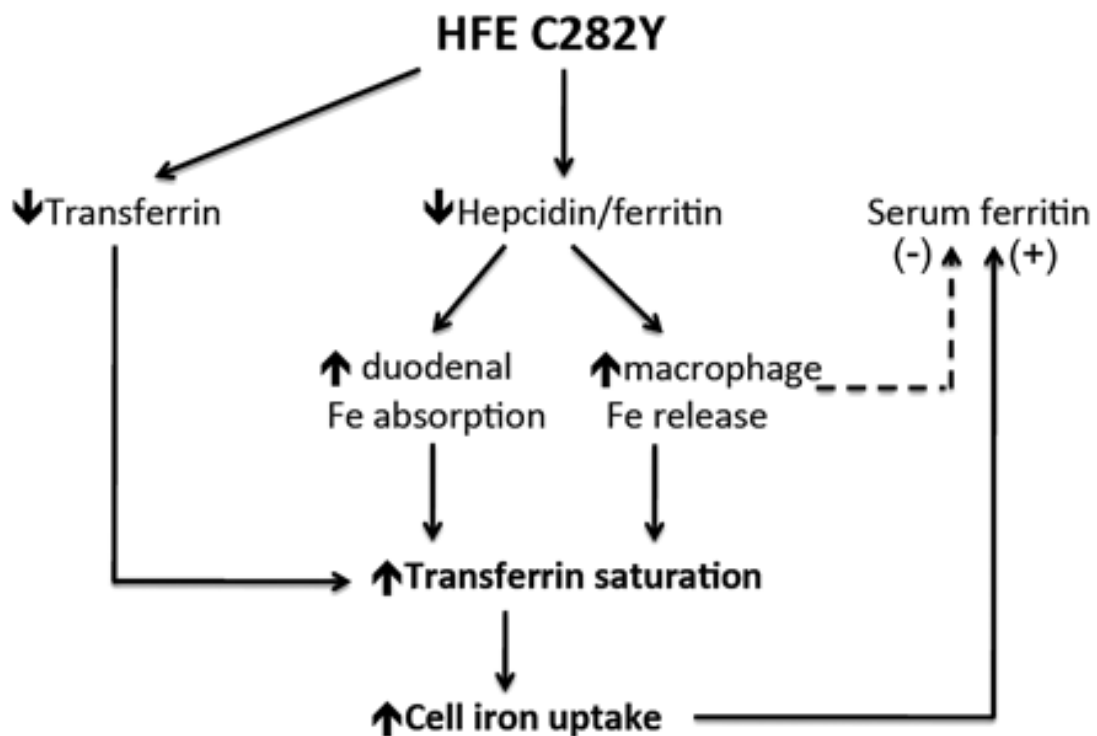 HFE C282Y
Transferrin
Hepcidin/ferritin
Serum ferritin
(-)
(+)
duodenal
Fe absorption
macrophage
Fe release
Transferrin saturation
Cell iron uptake